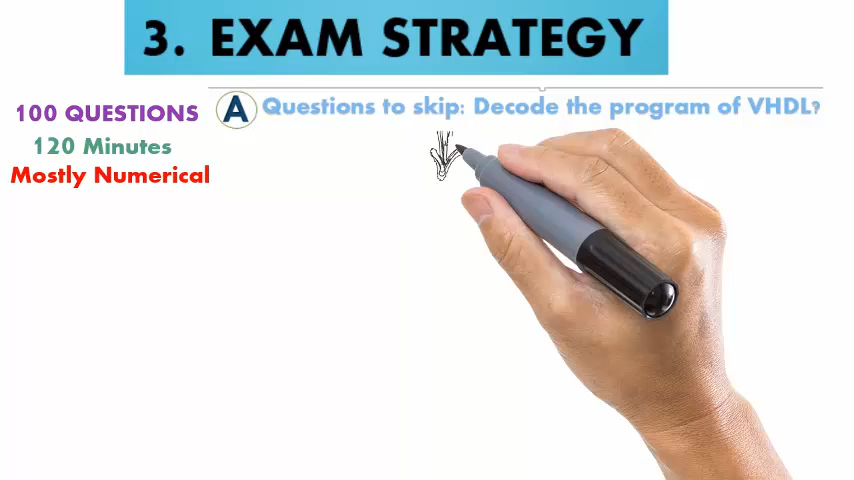 3. EXAM STRATEGY
100 QUESTIONS
120 Minutes
Mostly Numerical
A Questions to skip: Decode the program of VHDL?